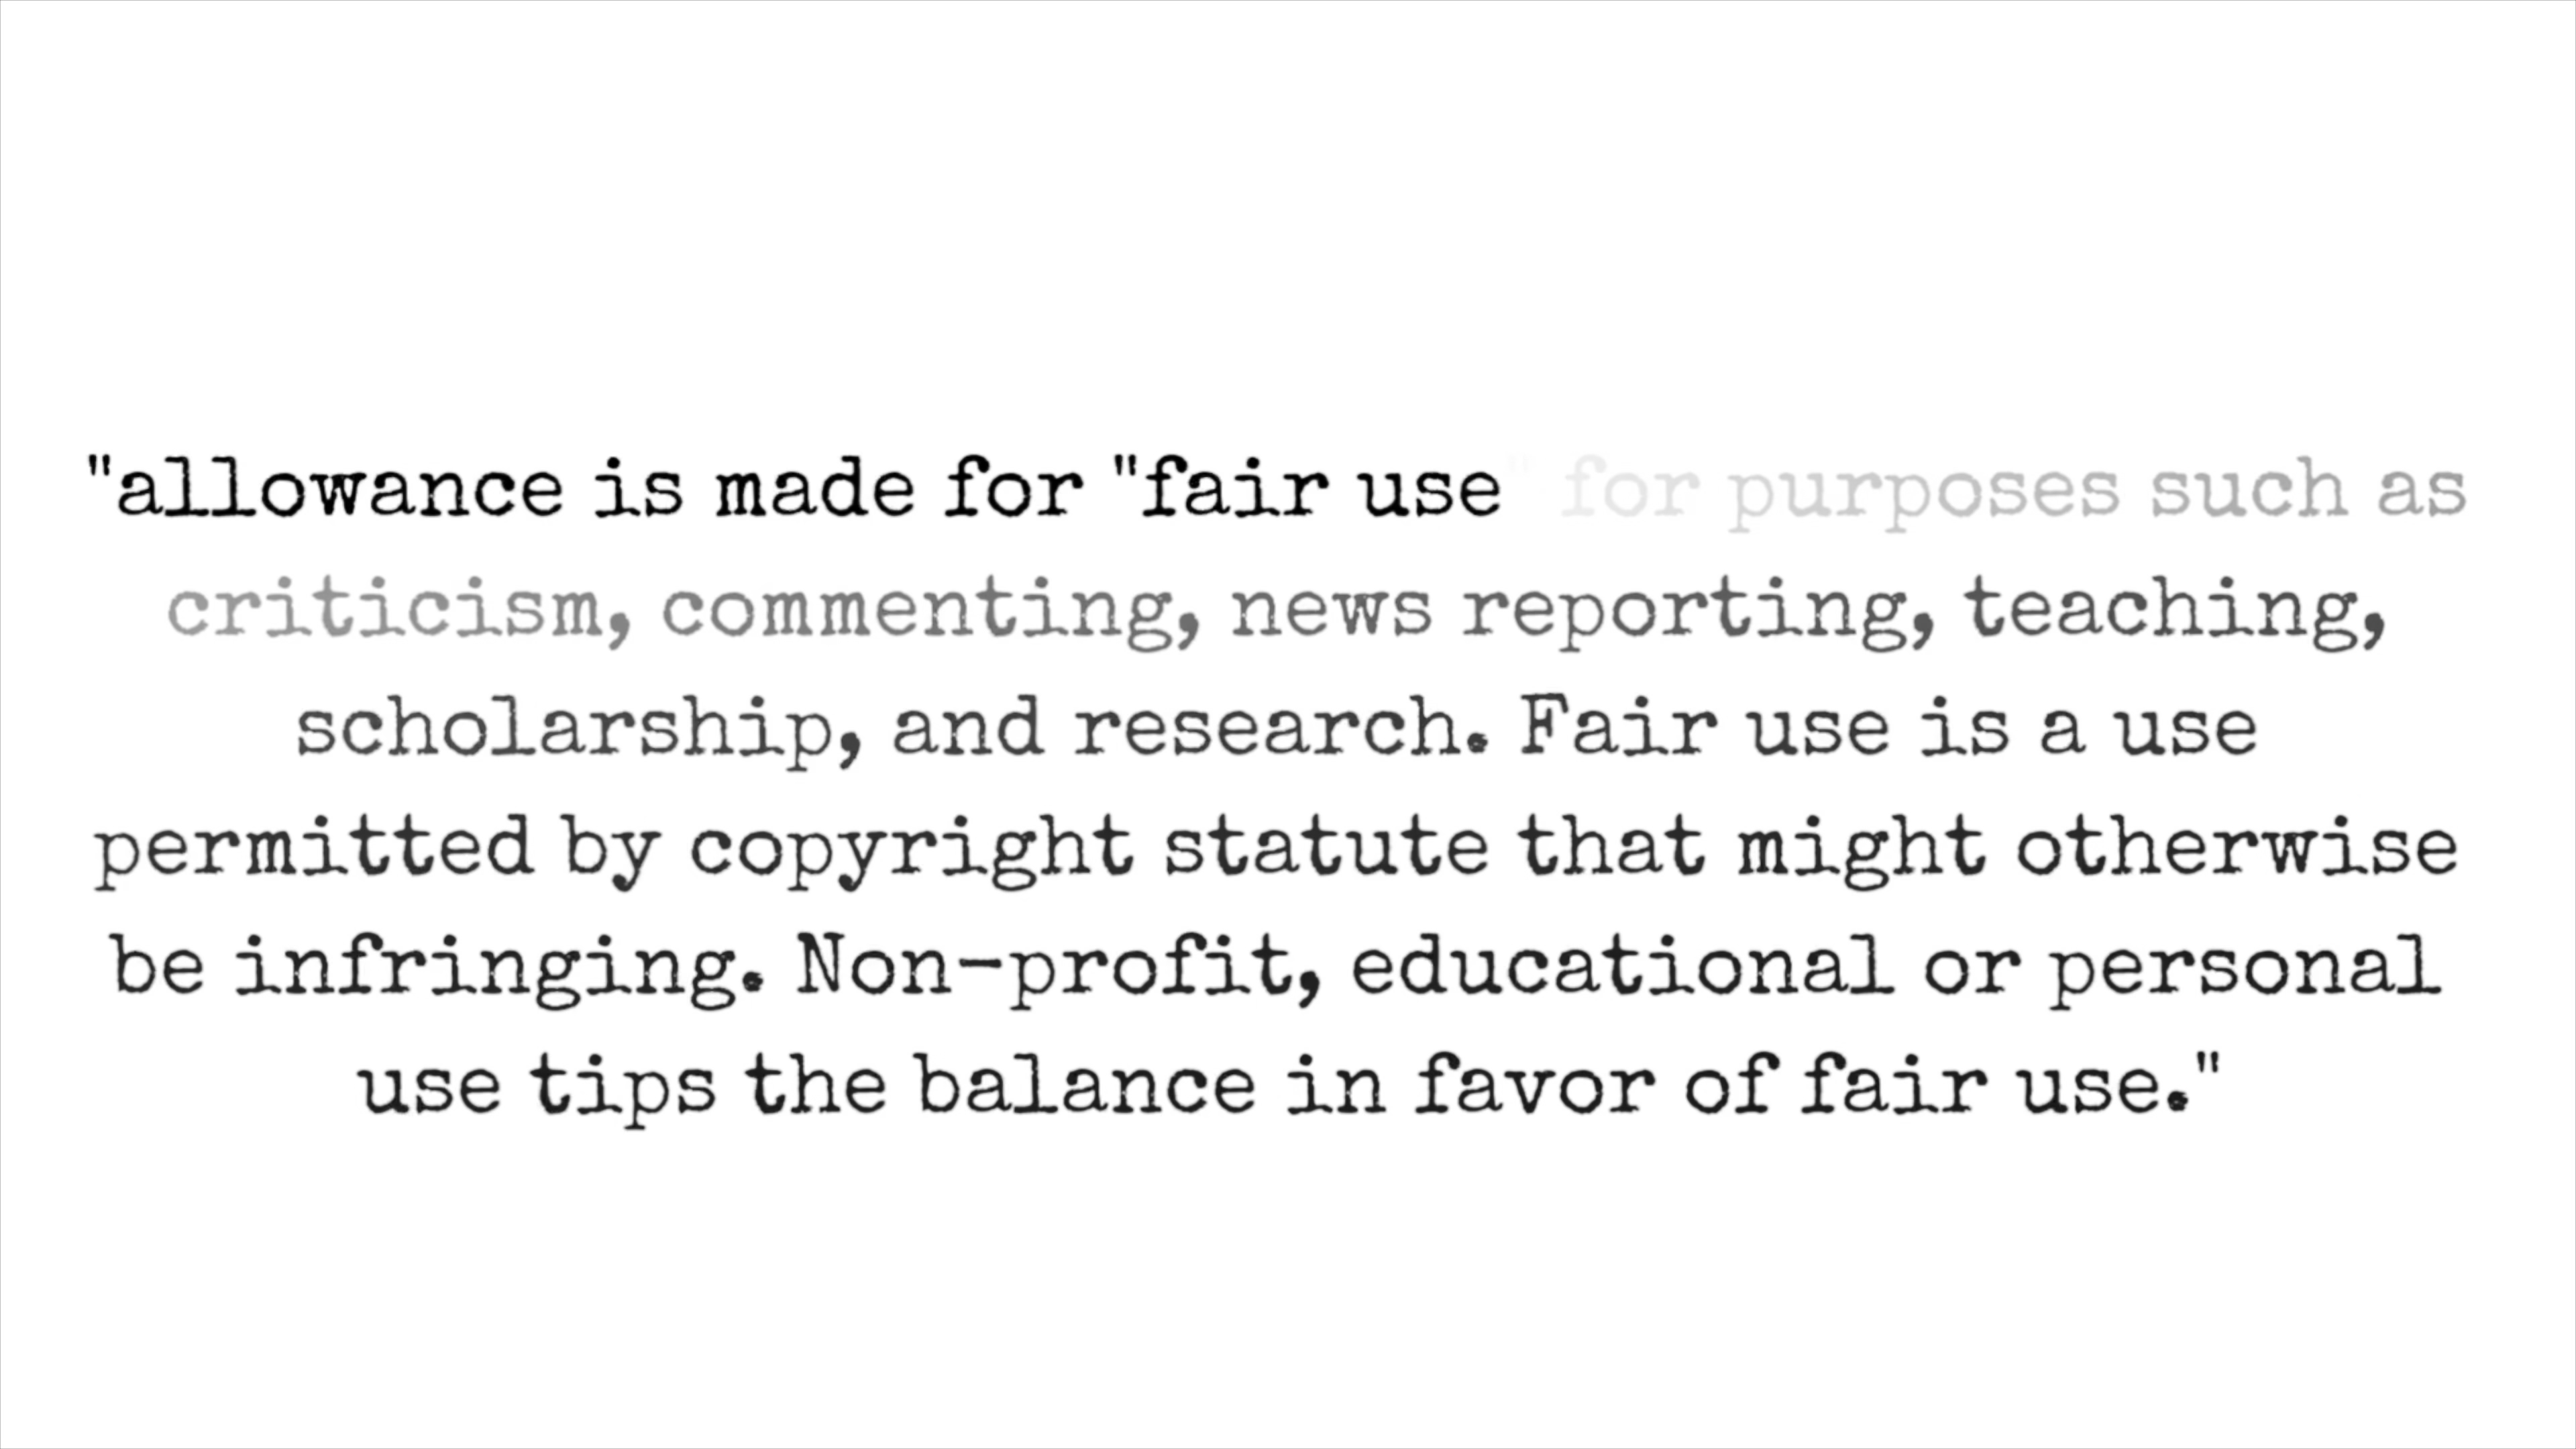 "allowance is made for "fair use" for purposes such as
criticism, commenting, news reporting, teaching,
scholarship, and research. Fair use is a use
permitted by copyright statute that might otherwise
be infringing. Non-profit, educational or personal
use tips the balance in favor of fair use."